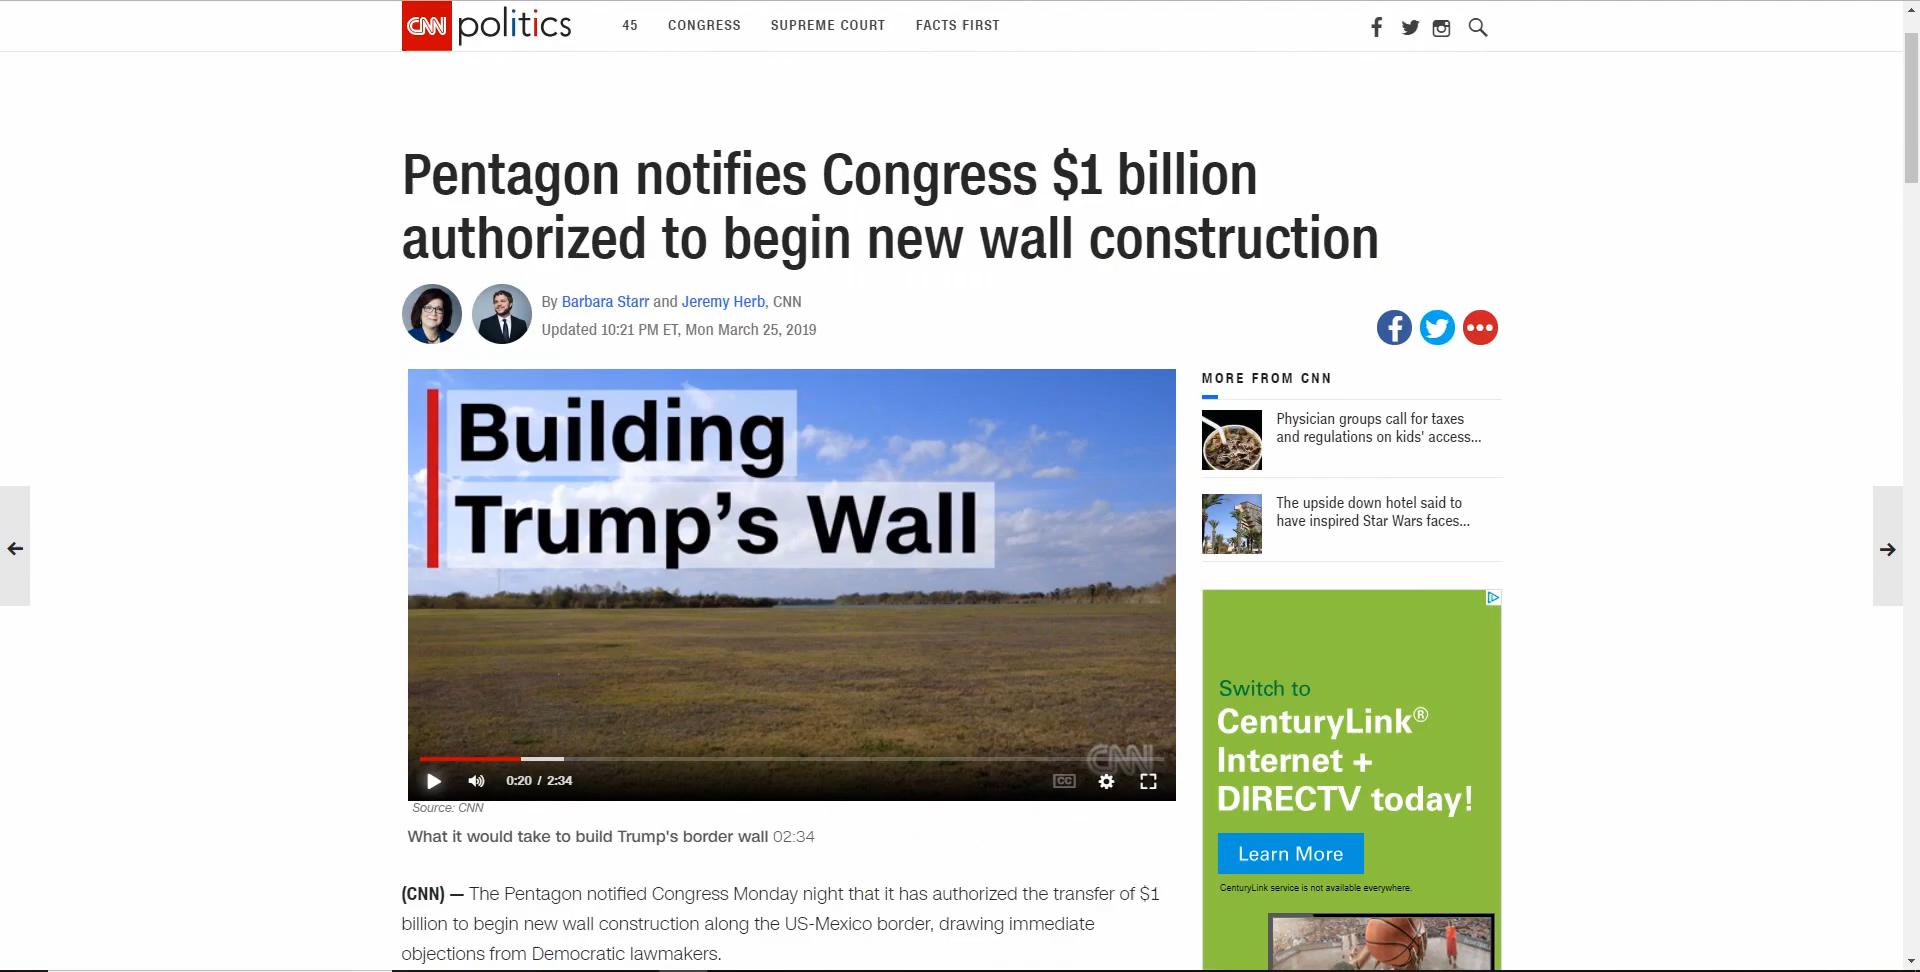 CNN politics 45 CONGRESS SUPREME COURT FACTS FIRST
Pentagon notifies Congress $1 billion
authorized to begin new wall construction
By Barbara Starr and Jeremy Herb, CNN
Updated 10:21 PM ET, Mon March 25, 2019
Building
Trump's Wall
CNN
0:20 / 2:34
CC
Source: CNN
What it would take to build Trump's border wall 02:34
(CNN) — The Pentagon notified Congress Monday night that it has authorized the transfer of $1
billion to begin new wall construction along the US-Mexico border, drawing immediate
objections from Democratic lawmakers.
MORE FROM CNN
Physician groups call for taxes
and regulations on kids' access...
The upside down hotel said to
have inspired Star Wars faces...
Switch to
CenturyLink®
Internet +
DIRECTV today!
Learn More
CenturyLink service is not available everywhere.